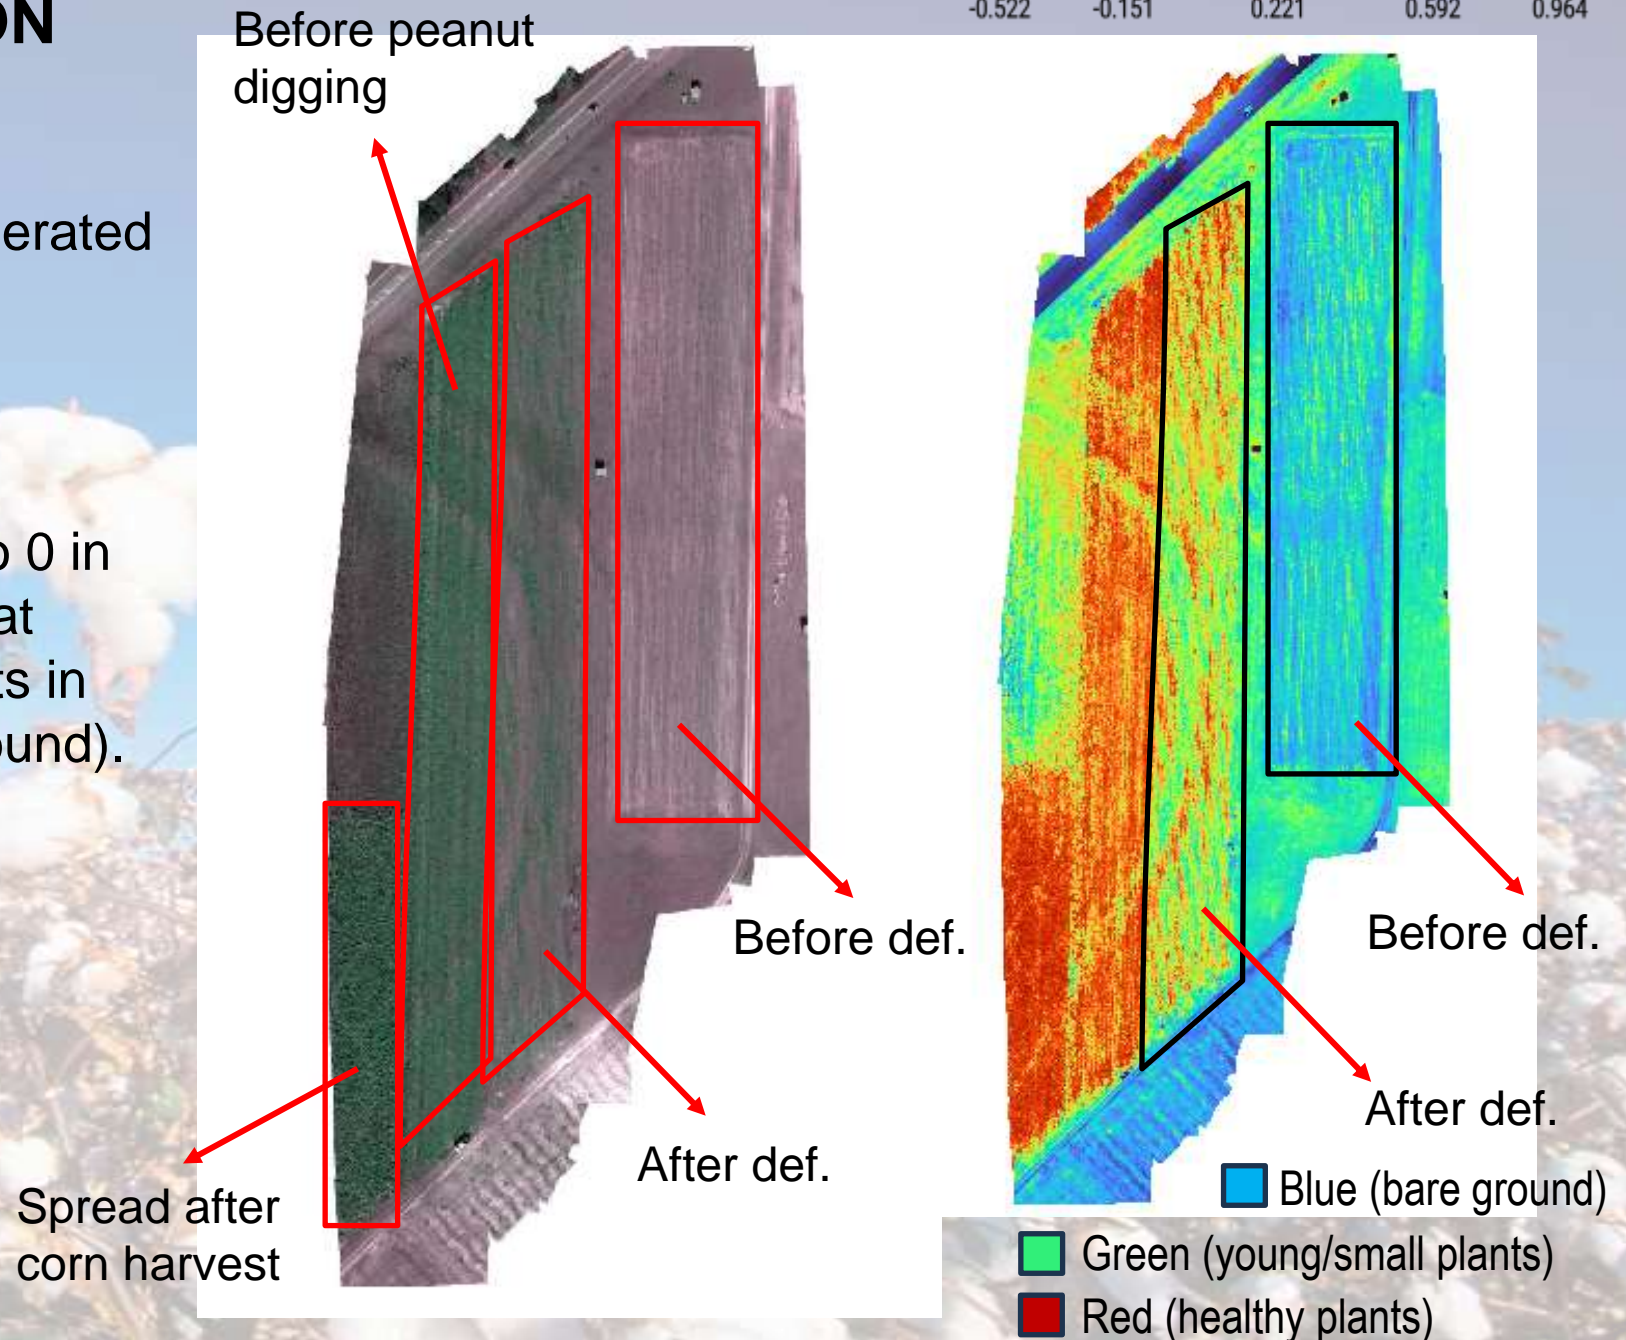 ON
-0.522 -0.151 0.221 0.592 0.964
Before peanut
digging
erated
o 0 in
at
ts in
ound).
Before def.
Before def.
After def.
After def.
Spread after
corn harvest
Blue (bare ground)
Green (young/small plants)
Red (healthy plants)